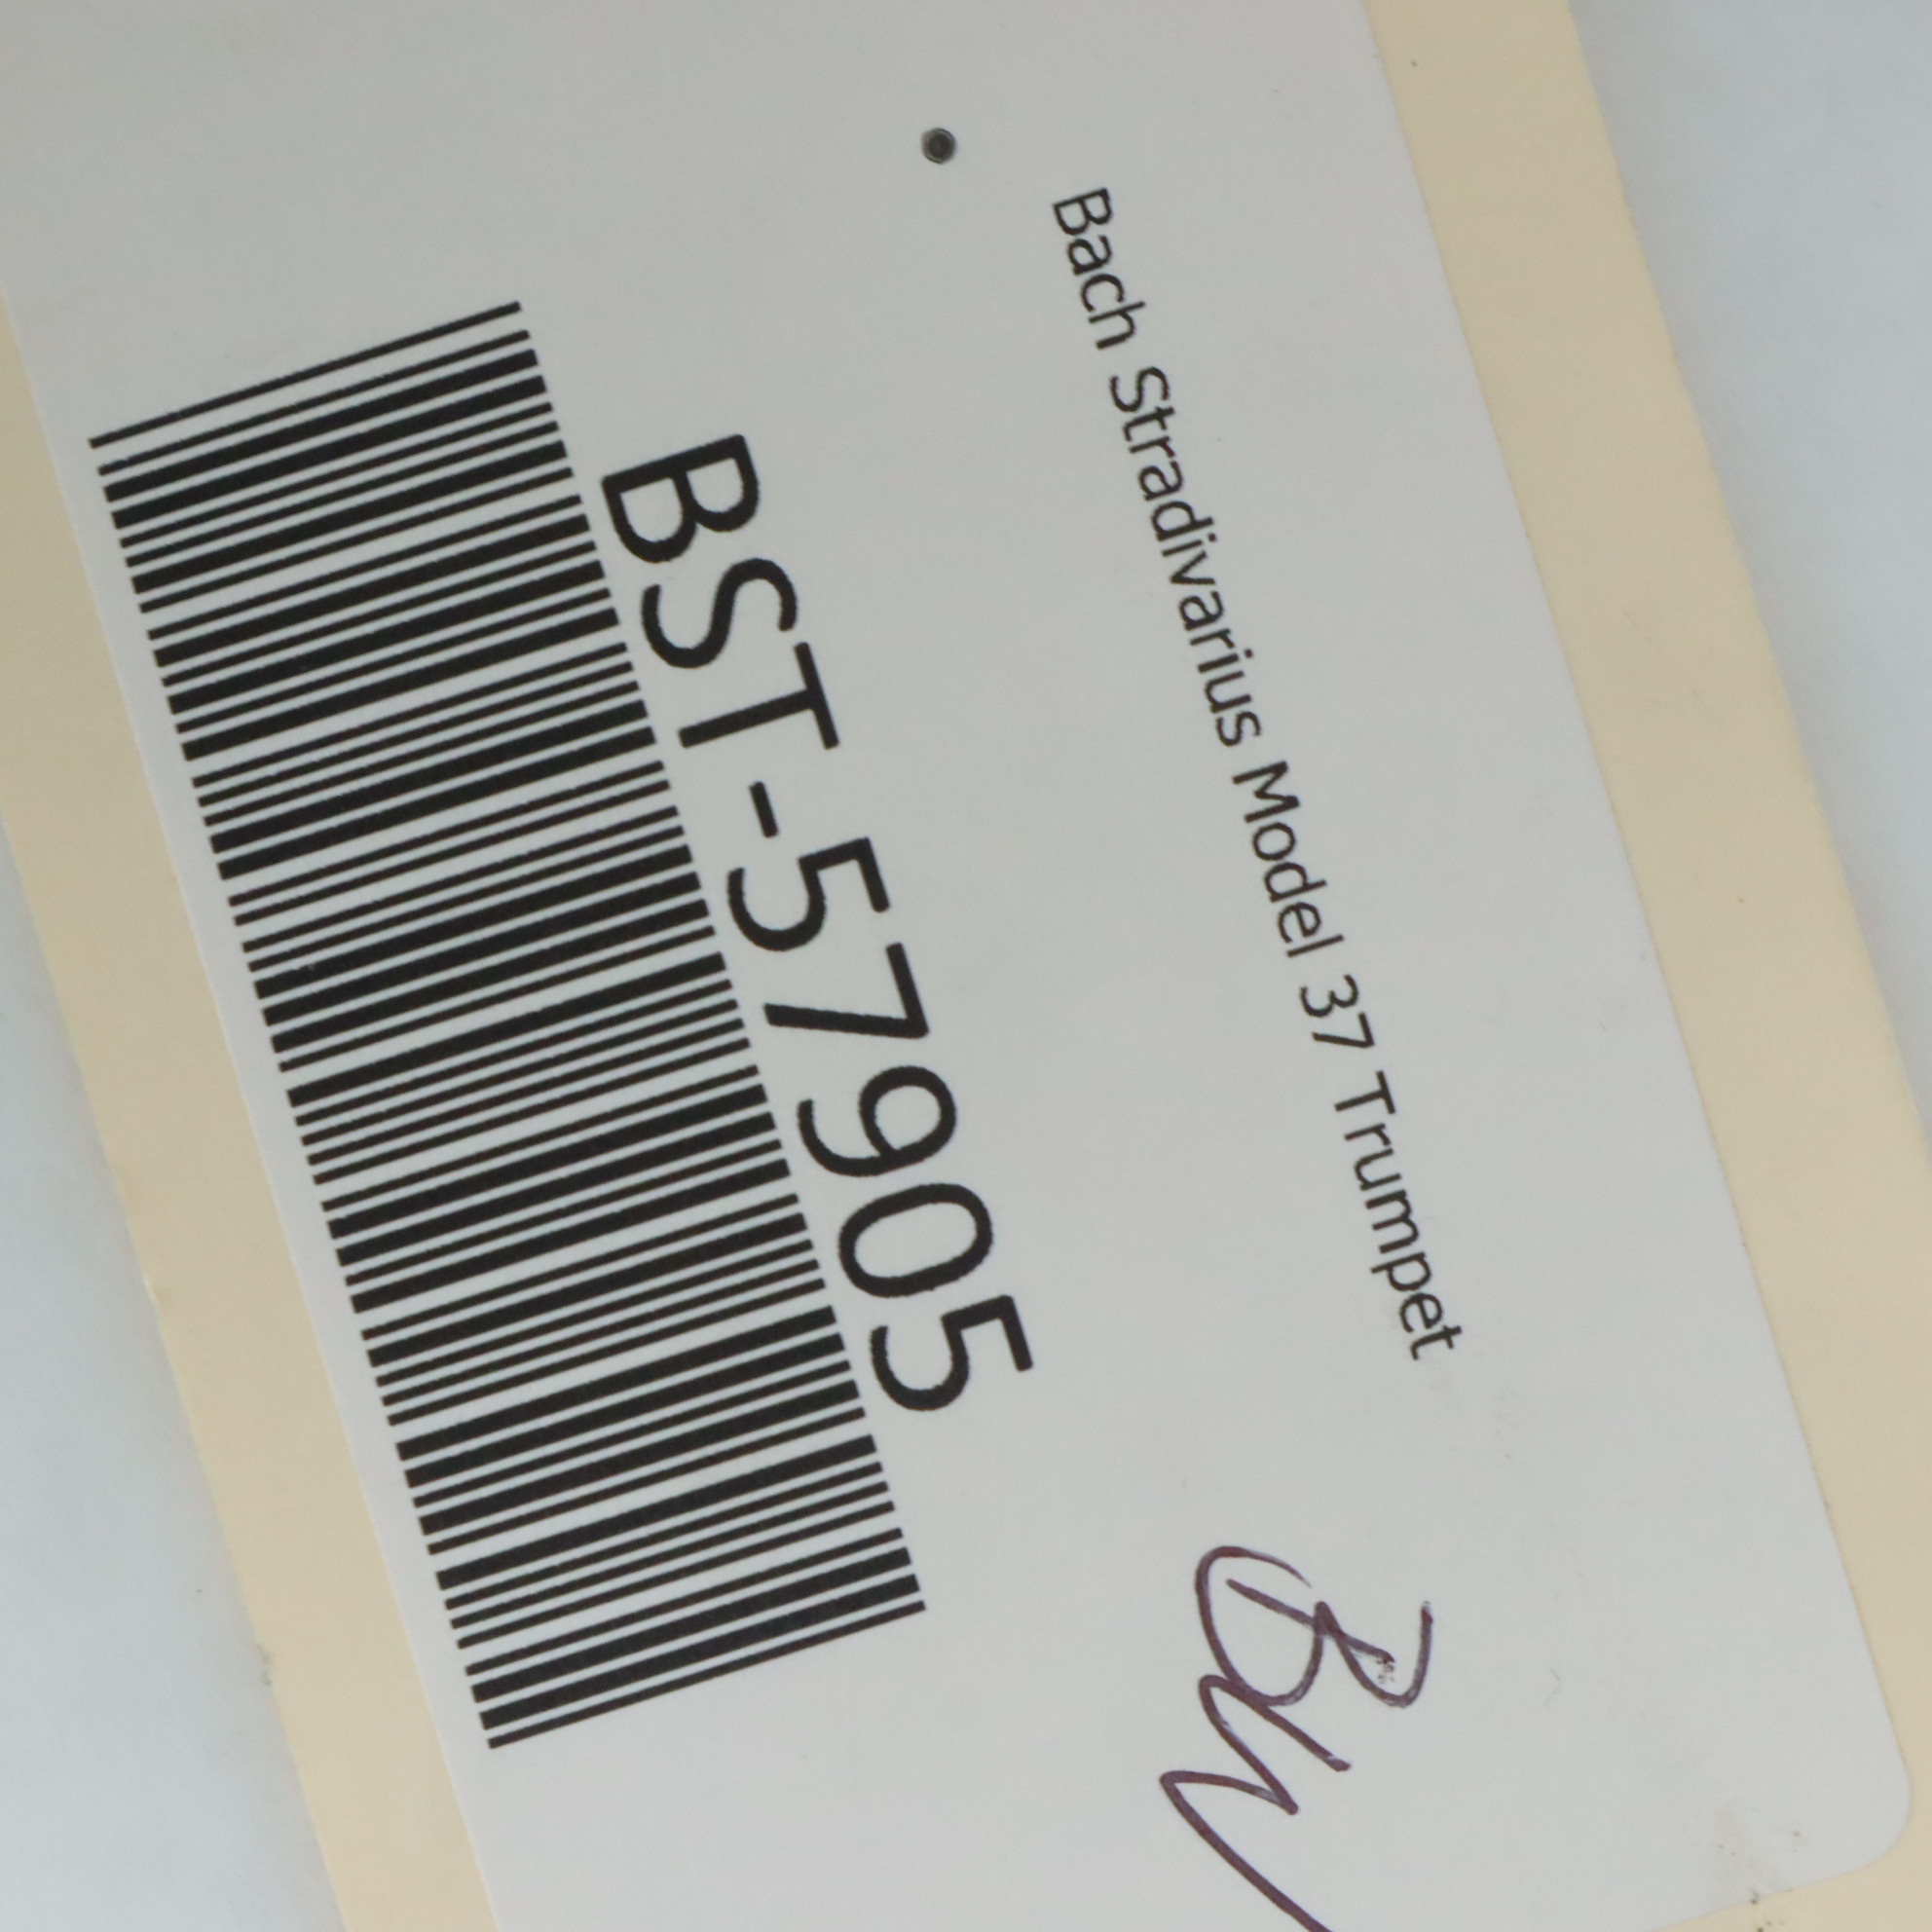 Bach Stradivarius Model 37 Trumpet
BST-57905